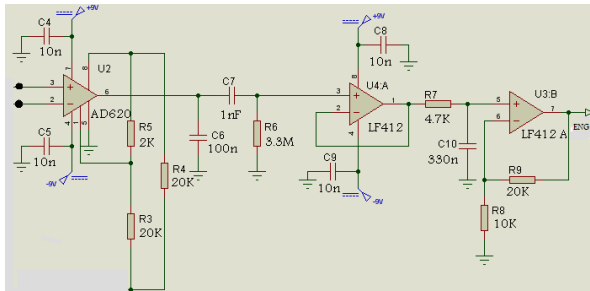 +9V
C4
10n
U2
7
8
3
2
6
4
1
5
AD620
C5
10n
-9V
R5
2K
R4
20K
R3
20K
C7
1nF
C6
100n
R6
3.3M
+9V
C8
10n
8
U4:A
3
2
1
4
LF412
C9
10n
-9V
R7
4.7K
C10
330n
U3:B
5
6
7
LF412 A
ENG
R9
20K
R8
10K